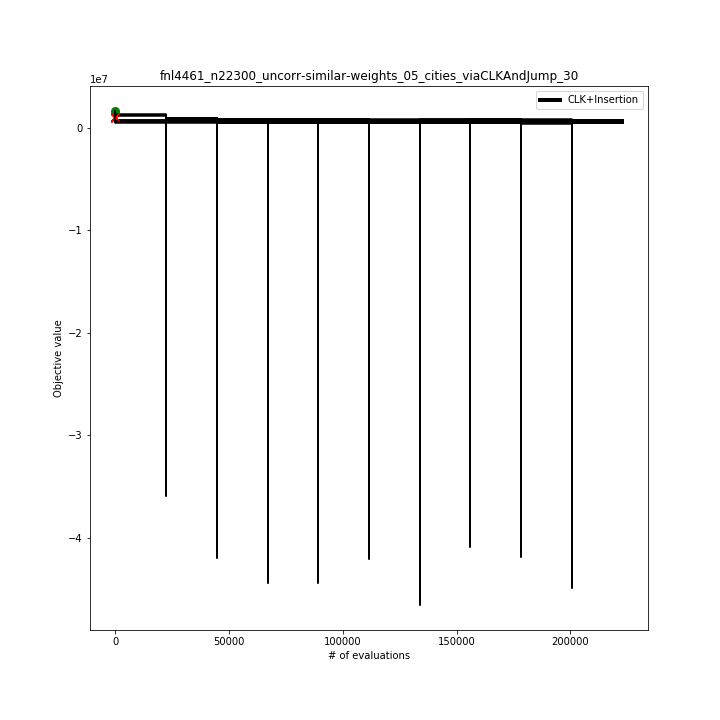 fnl4461_n22300_uncorr-similar-weights_05_cities_viaCLKAndJump_30
1e7
CLK+Insertion
0
−1
−2
−3
−4
Objective value
0
50000
100000
150000
200000
# of evaluations